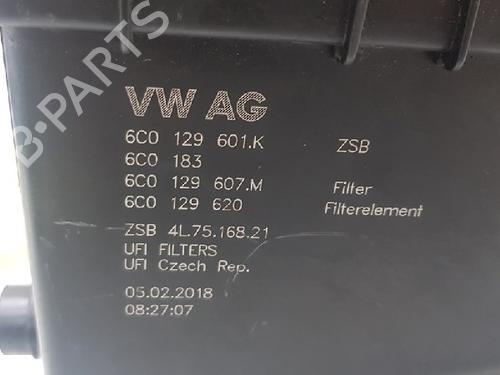 VW AG
6C0 129 601.K ZSB
6C0 183
6C0 129 607.M Filter
6C0 129 620 Filterelement
ZSB 4L.75.168.21
UFI FILTERS
UFI Czech Rep.
05.02.2018
08:27:07
B-PARTS